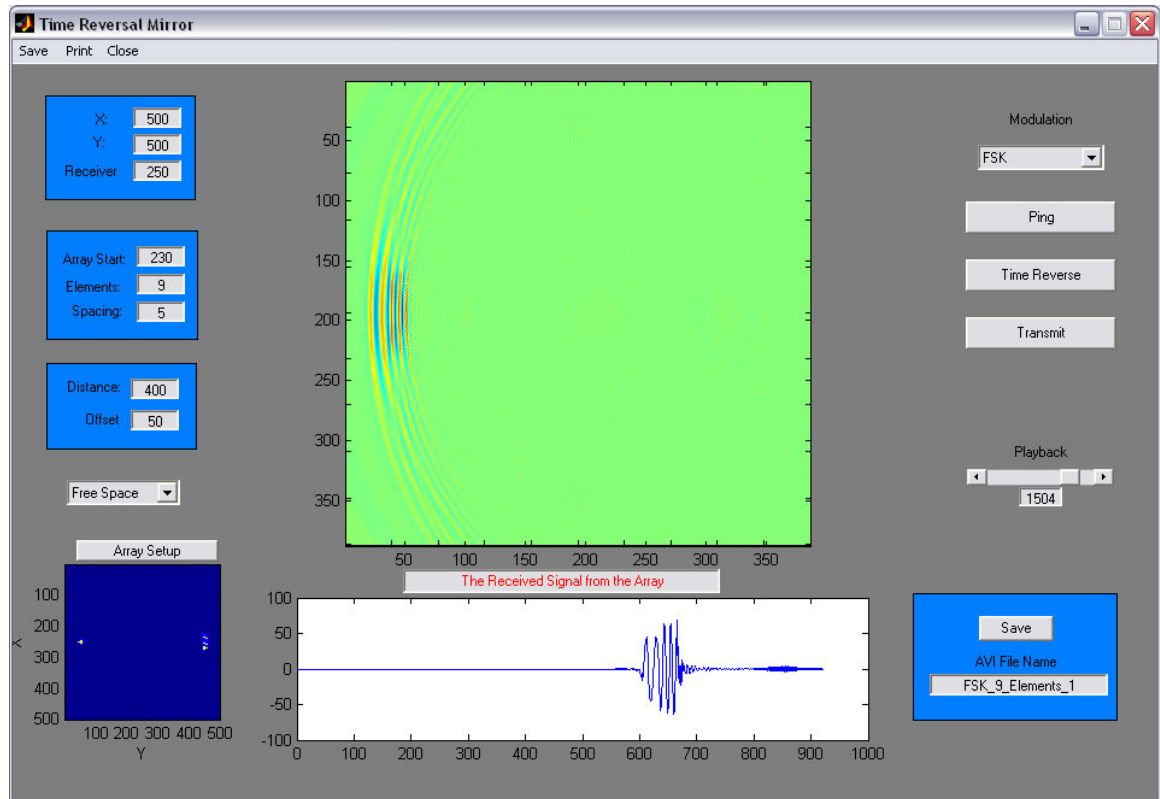 Time Reversal Mirror
Save Print Close
X: 500
Y: 500
Receiver 250
Array Start: 230
Elements: 9
Spacing: 5
Distance: 400
Offset 50
Free Space
Array Setup
100
200
300
400
500
X
100 200 300 400 500
Y
50
100
150
200
250
300
350
50 100 150 200 250 300 350
The Received Signal from the Array
100
50
0
-50
-100
0 100 200 300 400 500 600 700 800 900 1000
Modulation
FSK
Ping
Time Reverse
Transmit
Playback
1504
Save
AVI File Name
FSK_9_Elements_1